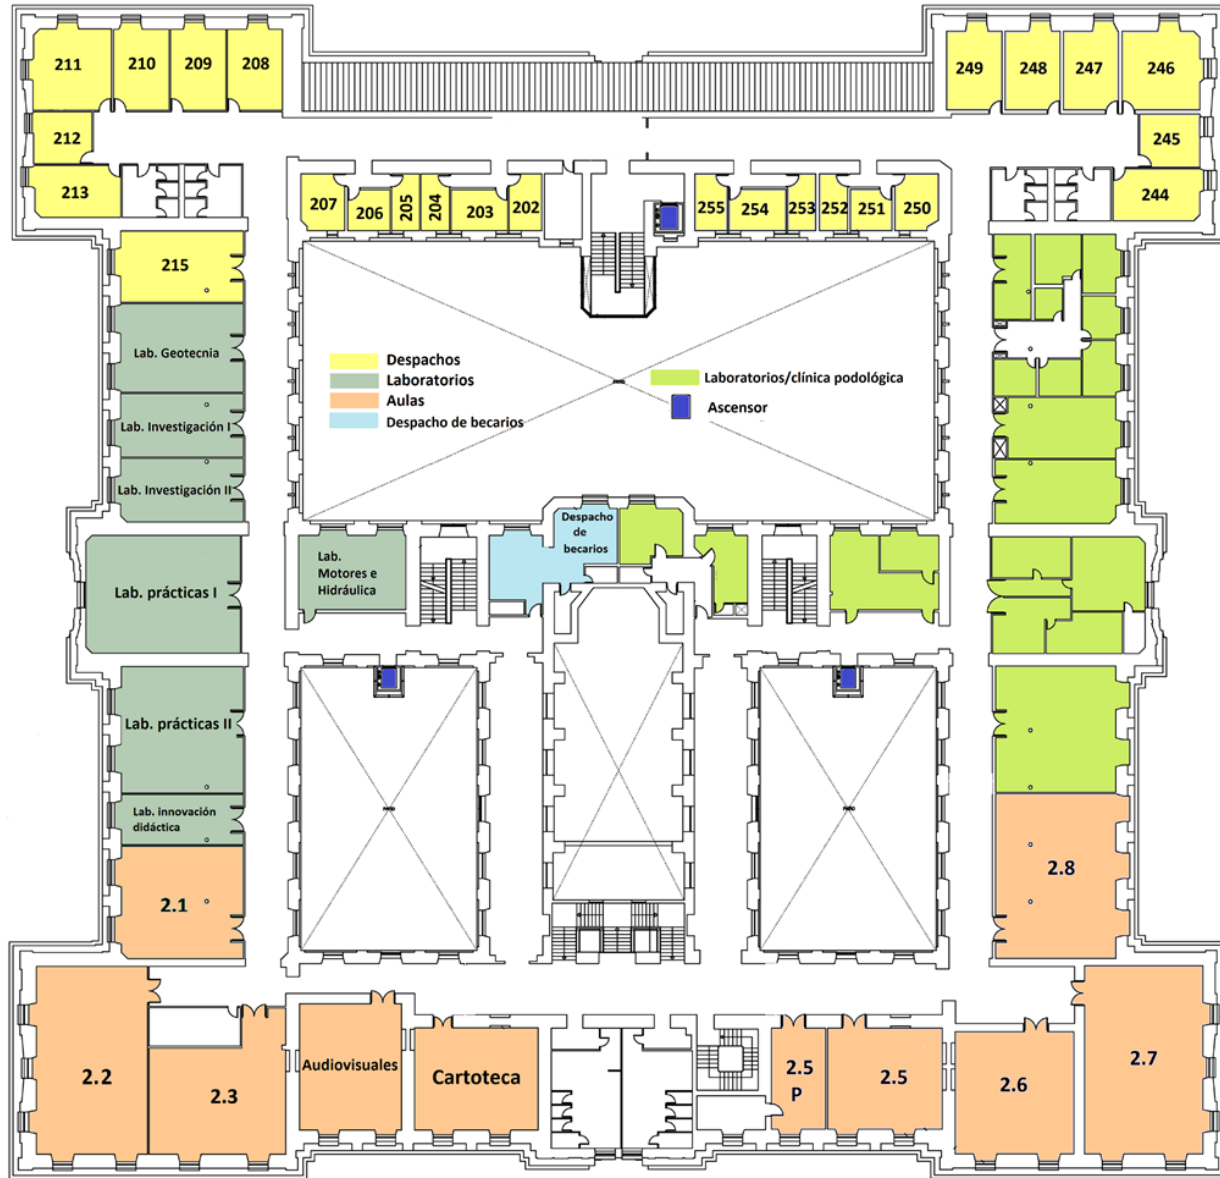 211
210
209
208
249
248
247
246
212
245
213
244
207
206
205
204
203
202
255
254
253
252
251
250
215
Lab. Geotecnia
Lab. Investigación I
Lab. Investigación II
Despachos
Laboratorios
Aulas
Despacho de becarios
Laboratorios/clínica podológica
Ascensor
Despacho
de
becarios
Lab.
Motores e
Hidráulica
Lab. prácticas I
Lab. prácticas II
Lab. innovación
didáctica
PATIO
PATIO
2.1
2.8
2.2
2.3
Audiovisuales
Cartoteca
2.5
P
2.5
2.6
2.7